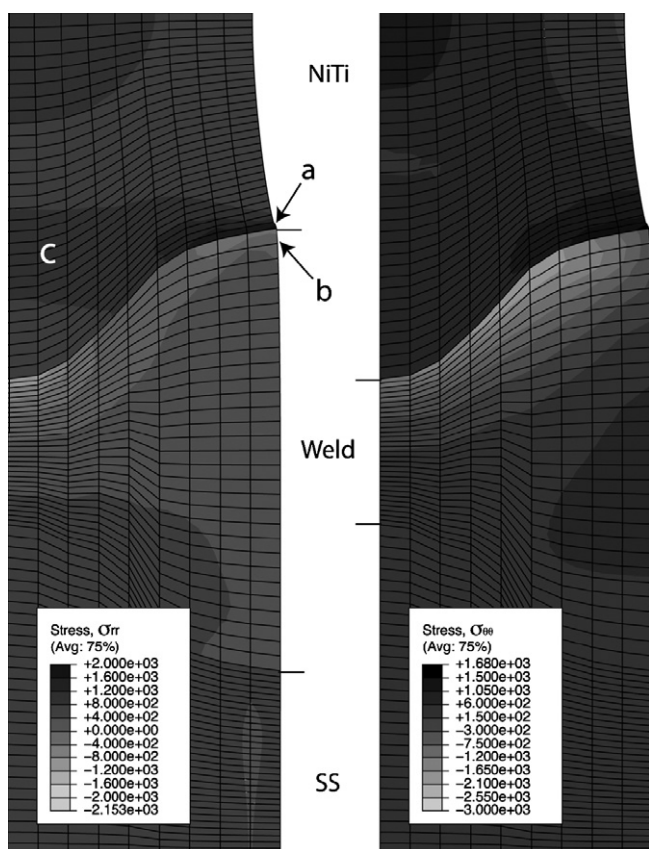 NiTi
a
C
b
Weld
Stress, σrr
(Avg: 75%)
+2.000e+03
+1.600e+03
+1.200e+03
+8.000e+02
+4.000e+02
+0.000e+00
−4.000e+02
−8.000e+02
−1.200e+03
−1.600e+03
−2.000e+03
−2.153e+03
SS
Stress, σθθ
(Avg: 75%)
+1.680e+03
+1.500e+03
+1.050e+03
+6.000e+02
+1.500e+02
−3.000e+02
−7.500e+02
−1.200e+03
−1.650e+03
−2.100e+03
−2.550e+03
−3.000e+03